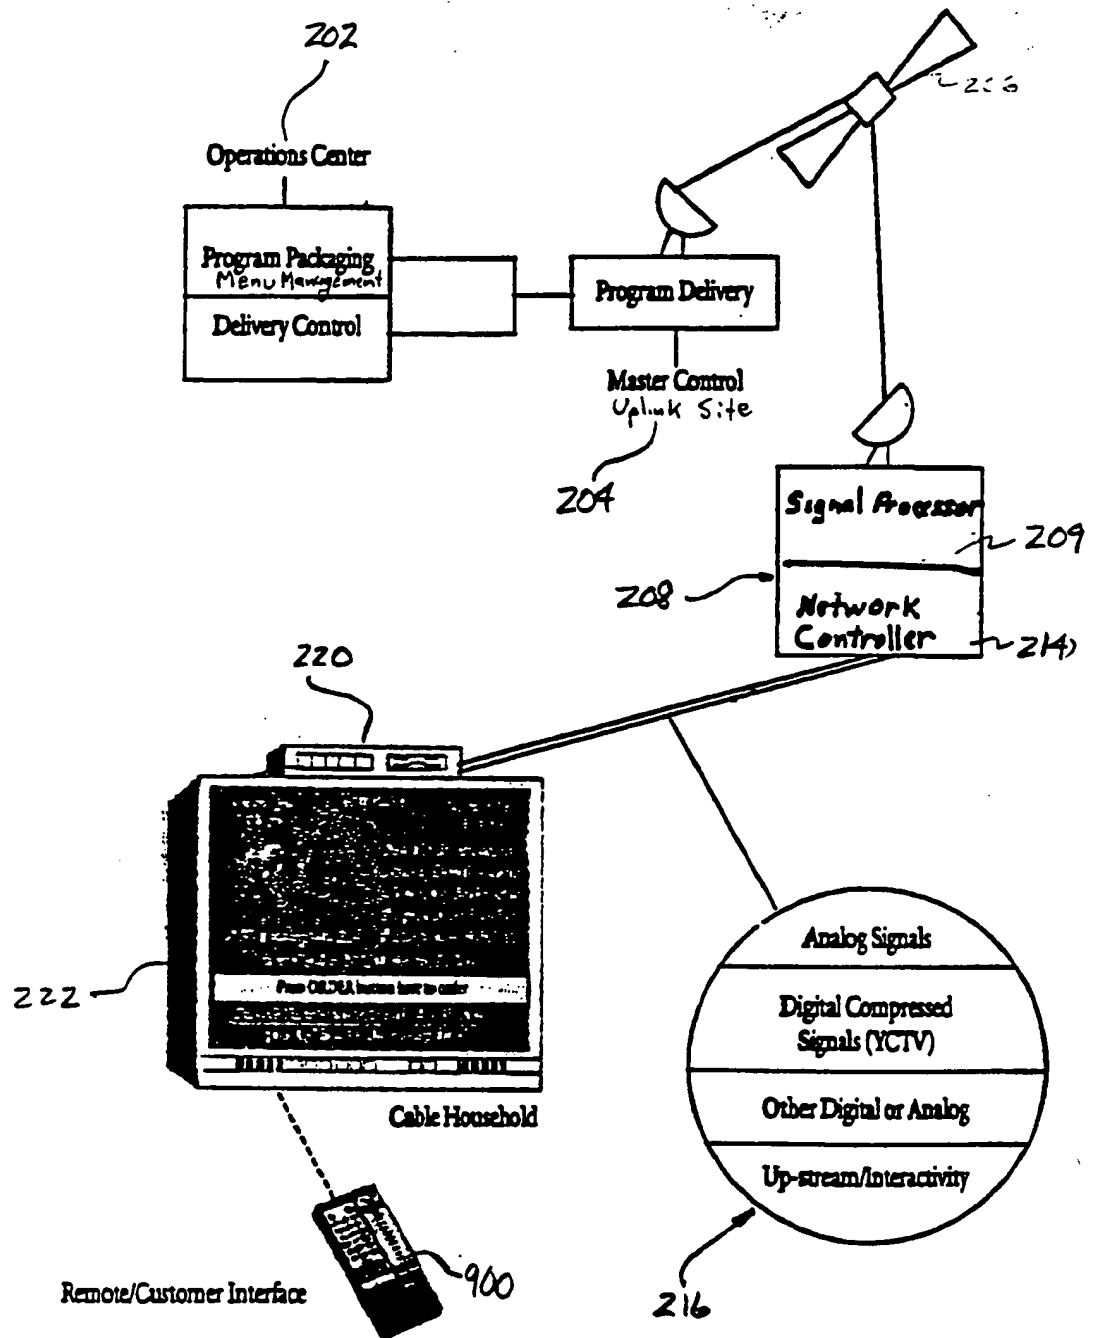 202
Operations Center
Program Packaging
Menu Management
Delivery Control
Program Delivery
Master Control
Uplink Site
204
Signal Processor
209
208
Network
Controller
214
220
222
Press ORDER button now to order
Cable Household
Analog Signals
Digital Compressed
Signals (YCTV)
Other Digital or Analog
Up-stream/Interactivity
216
900
Remote/Customer Interface